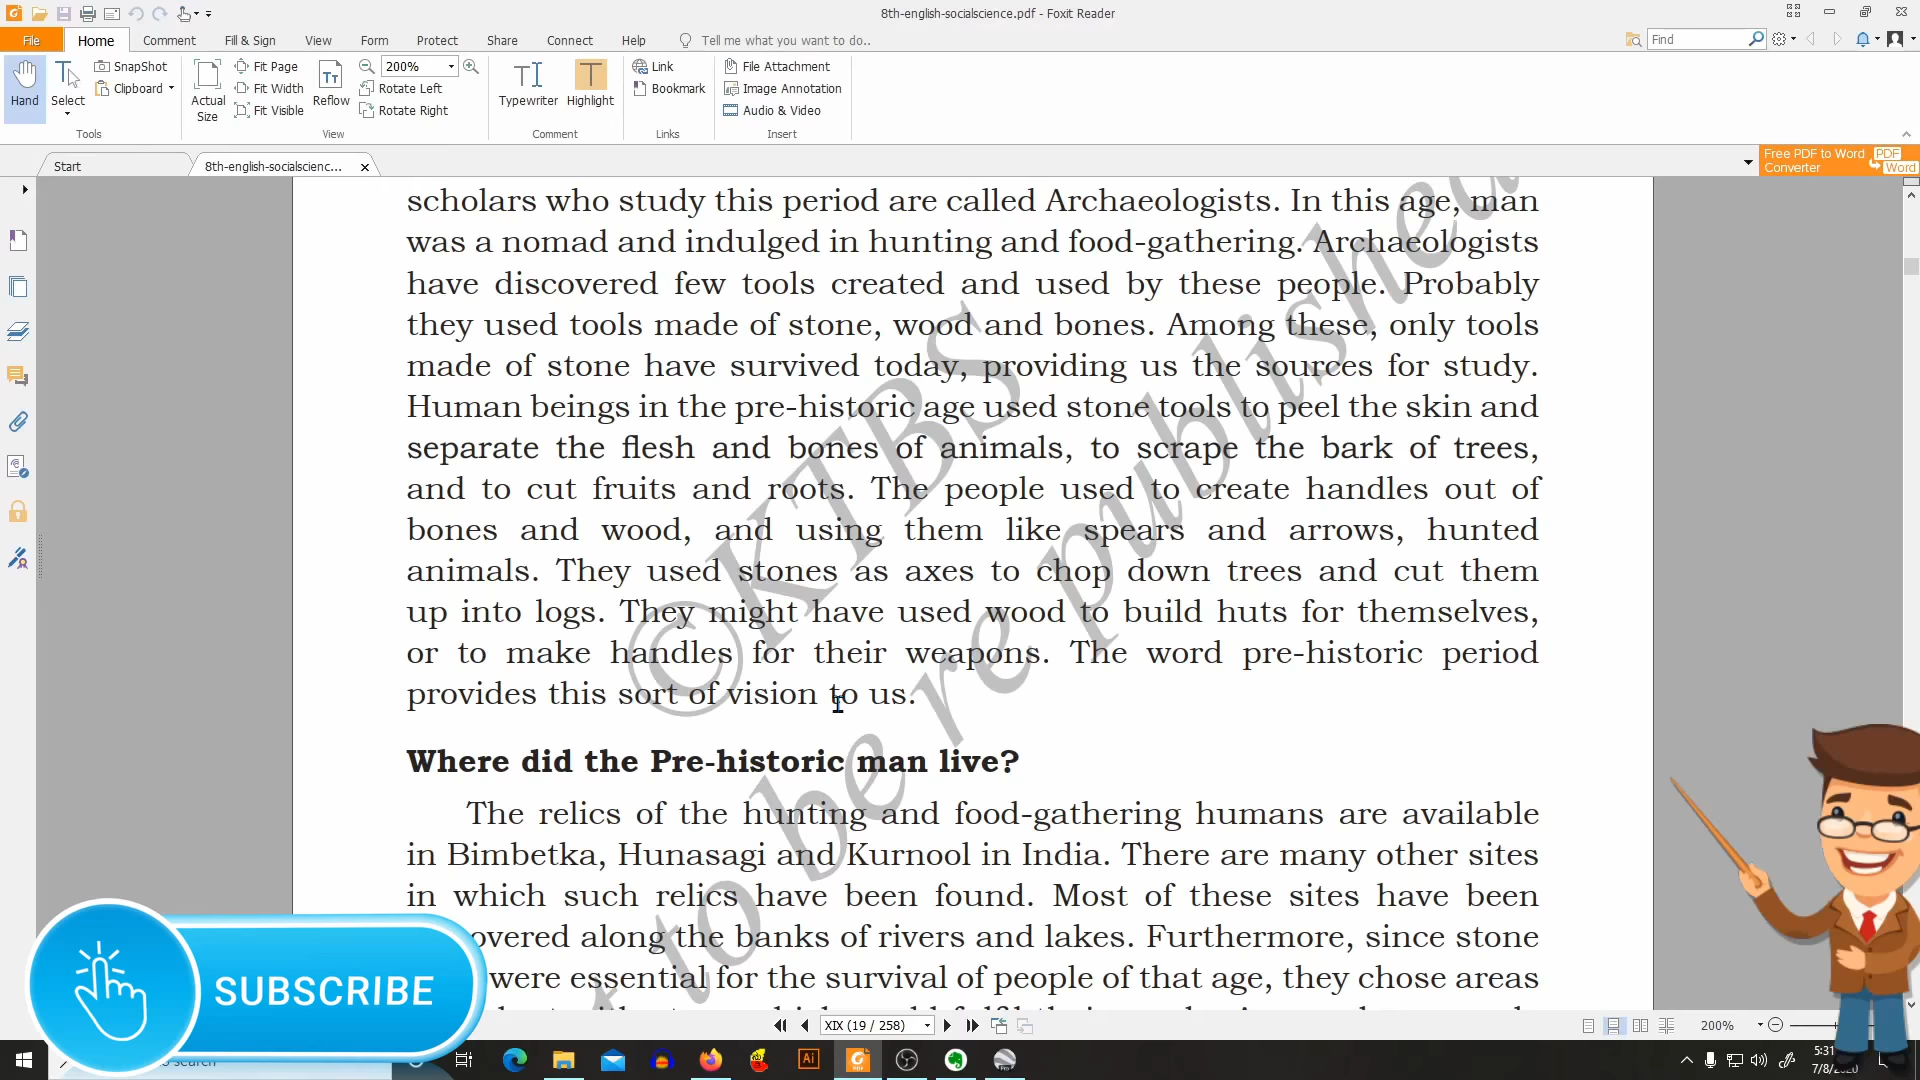 8th-english-socialscience.pdf - Foxit Reader
File Home Comment Fill & Sign View Form Protect Share Connect Help Tell me what you want to do.. Find
Hand Select SnapShot Clipboard Actual Size Fit Page Fit Width Fit Visible Reflow 200% Rotate Left Rotate Right Typewriter Highlight Link Bookmark File Attachment Image Annotation Audio & Video
Tools View Comment Links Insert
Start 8th-english-socialscienc... Free PDF to Word Converter PDF Word
scholars who study this period are called Archaeologists. In this age, man
was a nomad and indulged in hunting and food-gathering. Archaeologists
have discovered few tools created and used by these people. Probably
they used tools made of stone, wood and bones. Among these, only tools
made of stone have survived today, providing us the sources for study.
Human beings in the pre-historic age used stone tools to peel the skin and
separate the flesh and bones of animals, to scrape the bark of trees,
and to cut fruits and roots. The people used to create handles out of
bones and wood, and using them like spears and arrows, hunted
animals. They used stones as axes to chop down trees and cut them
up into logs. They might have used wood to build huts for themselves,
or to make handles for their weapons. The word pre-historic period
provides this sort of vision to us.
Where did the Pre-historic man live?
The relics of the hunting and food-gathering humans are available
in Bimbetka, Hunasagi and Kurnool in India. There are many other sites
in which such relics have been found. Most of these sites have been
overed along the banks of rivers and lakes. Furthermore, since stone
were essential for the survival of people of that age, they chose areas
©KTBS
to be re published
SUBSCRIBE
XIX (19 / 258) 200%
search
Ai
5:31
7/8/2020